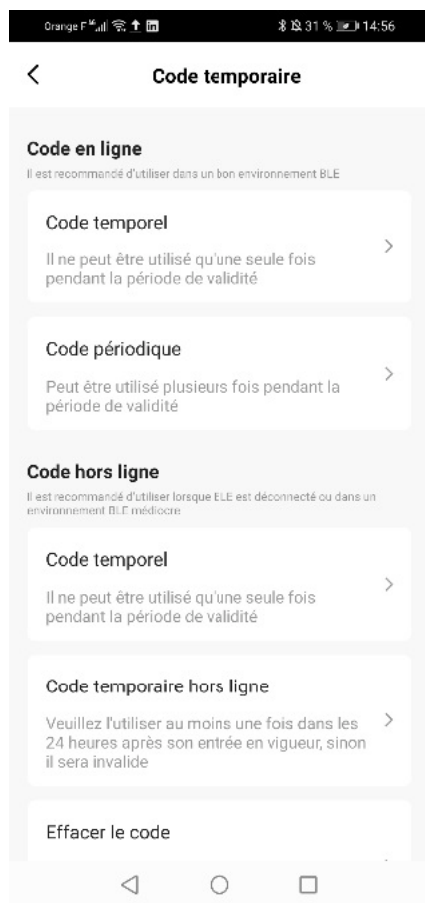 Orange F 31 % 14:56
Code temporaire
Code en ligne
Il est recommandé d'utiliser dans un bon environnement BLE
Code temporel
Il ne peut être utilisé qu'une seule fois
pendant la période de validité
Code périodique
Peut être utilisé plusieurs fois pendant la
période de validité
Code hors ligne
Il est recommandé d'utiliser lorsque ELE est déconnecté ou dans un
environnement BLE médiocre
Code temporel
Il ne peut être utilisé qu'une seule fois
pendant la période de validité
Code temporaire hors ligne
Veuillez l'utiliser au moins une fois dans les
24 heures après son entrée en vigueur, sinon
il sera invalide
Effacer le code